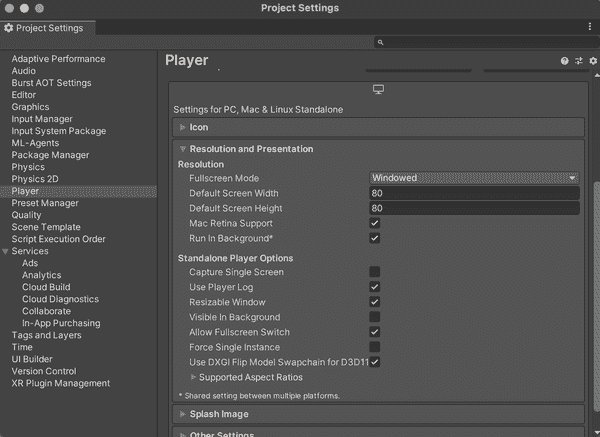 Project Settings
Project Settings
Adaptive Performance
Audio
Burst AOT Settings
Editor
Graphics
Input Manager
Input System Package
ML-Agents
Package Manager
Physics
Physics 2D
Player
Preset Manager
Quality
Scene Template
Script Execution Order
Services
Ads
Analytics
Cloud Build
Cloud Diagnostics
Collaborate
In-App Purchasing
Tags and Layers
Time
UI Builder
Version Control
XR Plugin Management
Player
Settings for PC, Mac & Linux Standalone
Icon
Resolution and Presentation
Resolution
Fullscreen Mode Windowed
Default Screen Width 80
Default Screen Height 80
Mac Retina Support
Run In Background*
Standalone Player Options
Capture Single Screen
Use Player Log
Resizable Window
Visible In Background
Allow Fullscreen Switch
Force Single Instance
Use DXGI Flip Model Swapchain for D3D11
Supported Aspect Ratios
* Shared setting between multiple platforms.
Splash Image
Other Settings